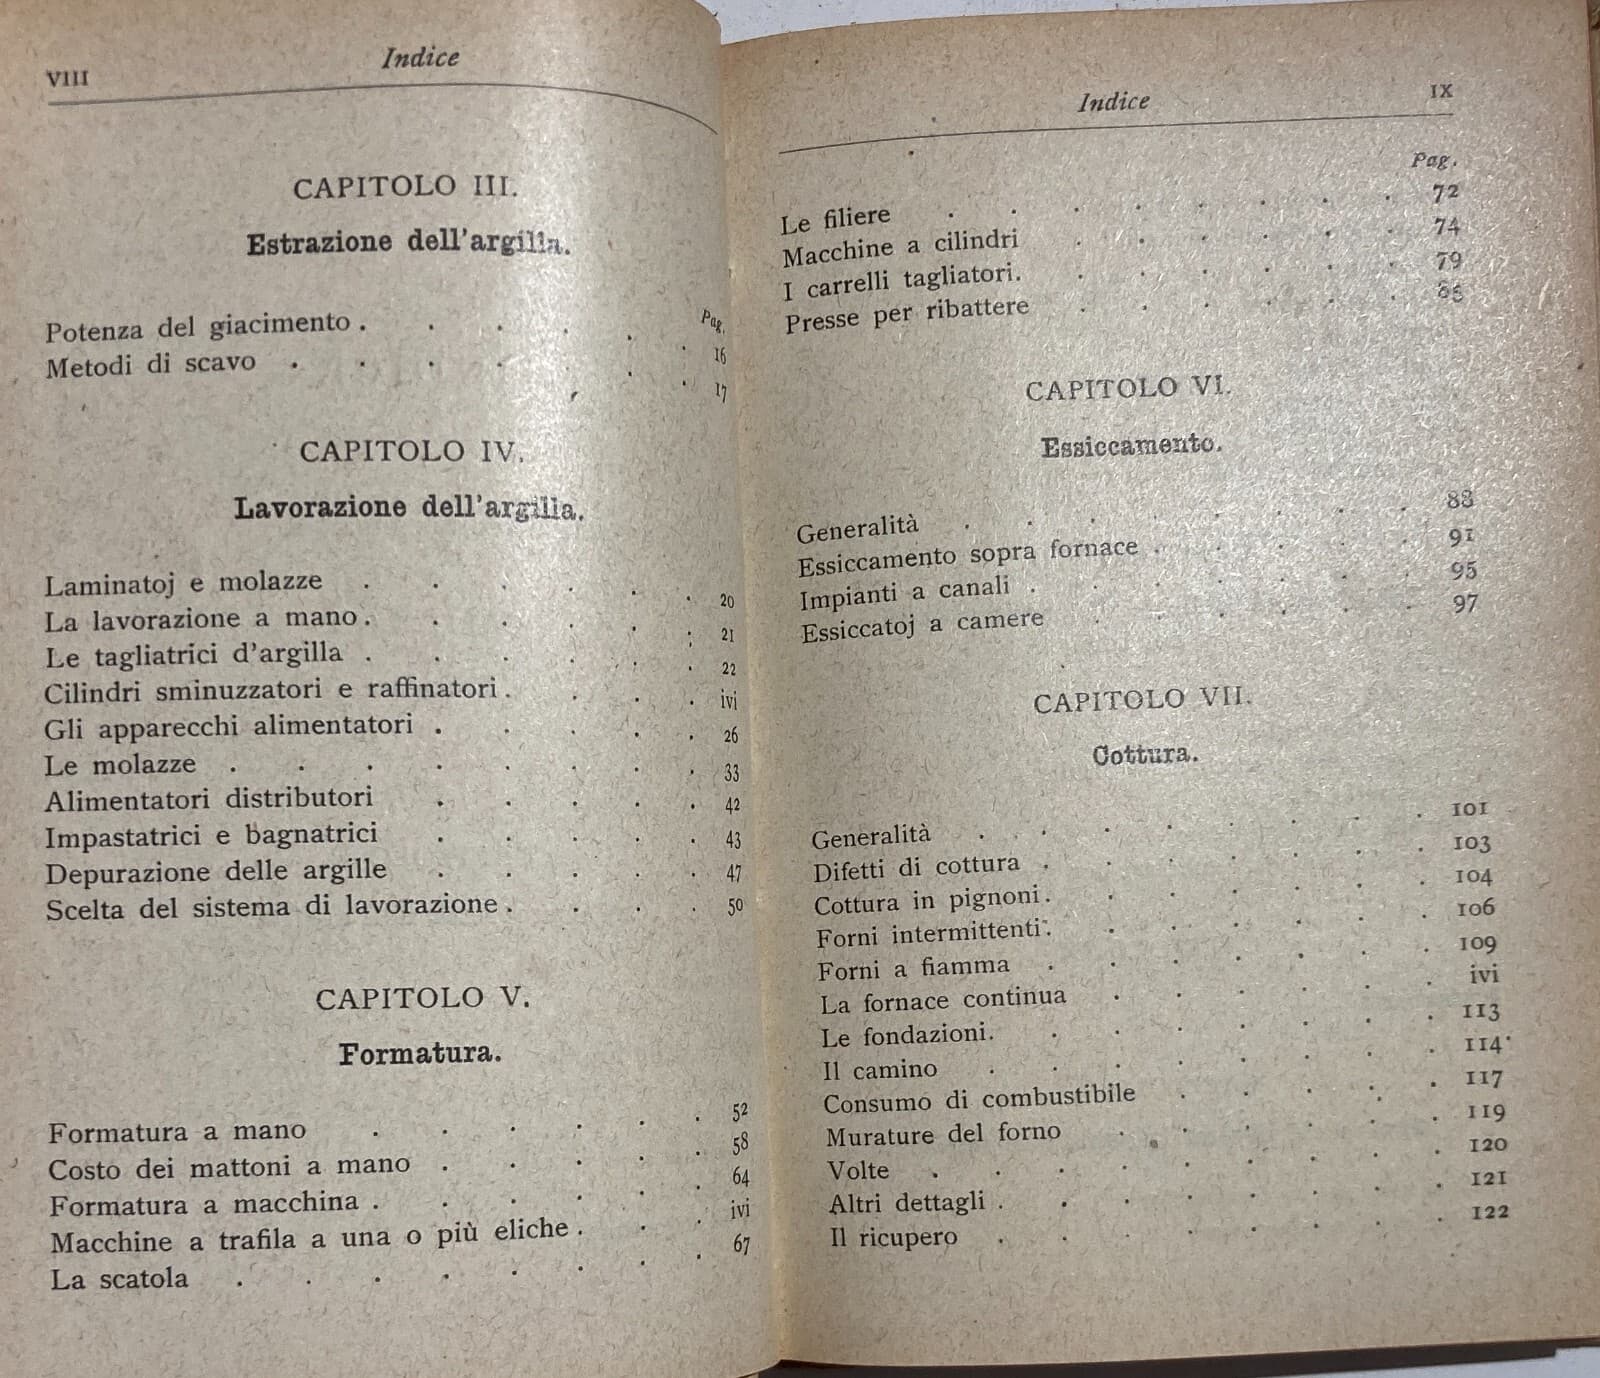 VIII Indice
CAPITOLO III.
Estrazione dell'argilla.
Pag.
Potenza del giacimento . . . . . . 16
Metodi di scavo . . . . . . . 17
CAPITOLO IV.
Lavorazione dell'argilla.
Laminatoj e molazze . . . . . . 20
La lavorazione a mano . . . . . . 21
Le tagliatrici d'argilla . . . . . . 22
Cilindri sminuzzatori e raffinatori . . . . ivi
Gli apparecchi alimentatori . . . . . 26
Le molazze . . . . . . . . 33
Alimentatori distributori . . . . . 42
Impastatrici e bagnatrici . . . . . 43
Depurazione delle argille . . . . . 47
Scelta del sistema di lavorazione . . . . 50
CAPITOLO V.
Formatura.
Formatura a mano . . . . . . 52
Costo dei mattoni a mano . . . . . 58
Formatura a macchina . . . . . . 64
Macchine a trafila a una o più eliche . . . ivi
La scatola . . . . . . . . 67
Indice IX
Pag.
Le filiere . . . . . . . . 72
Macchine a cilindri . . . . . . 74
I carrelli tagliatori . . . . . . . 79
Presse per ribattere . . . . . .
CAPITOLO VI.
Essiccamento.
Generalità . . . . . . . . 88
Essiccamento sopra fornace . . . . . 91
Impianti a canali . . . . . . . 95
Essiccatoj a camere . . . . . . 97
CAPITOLO VII.
Cottura.
Generalità . . . . . . . . 101
Difetti di cottura . . . . . . . 103
Cottura in pignoni . . . . . . . 104
Forni intermittenti . . . . . . . 106
Forni a fiamma . . . . . . . 109
La fornace continua . . . . . . ivi
Le fondazioni . . . . . . . . 113
Il camino . . . . . . . . 114
Consumo di combustibile . . . . . 117
Murature del forno . . . . . . 119
Volte . . . . . . . . . 120
Altri dettagli . . . . . . . . 121
Il ricupero . . . . . . . . 122